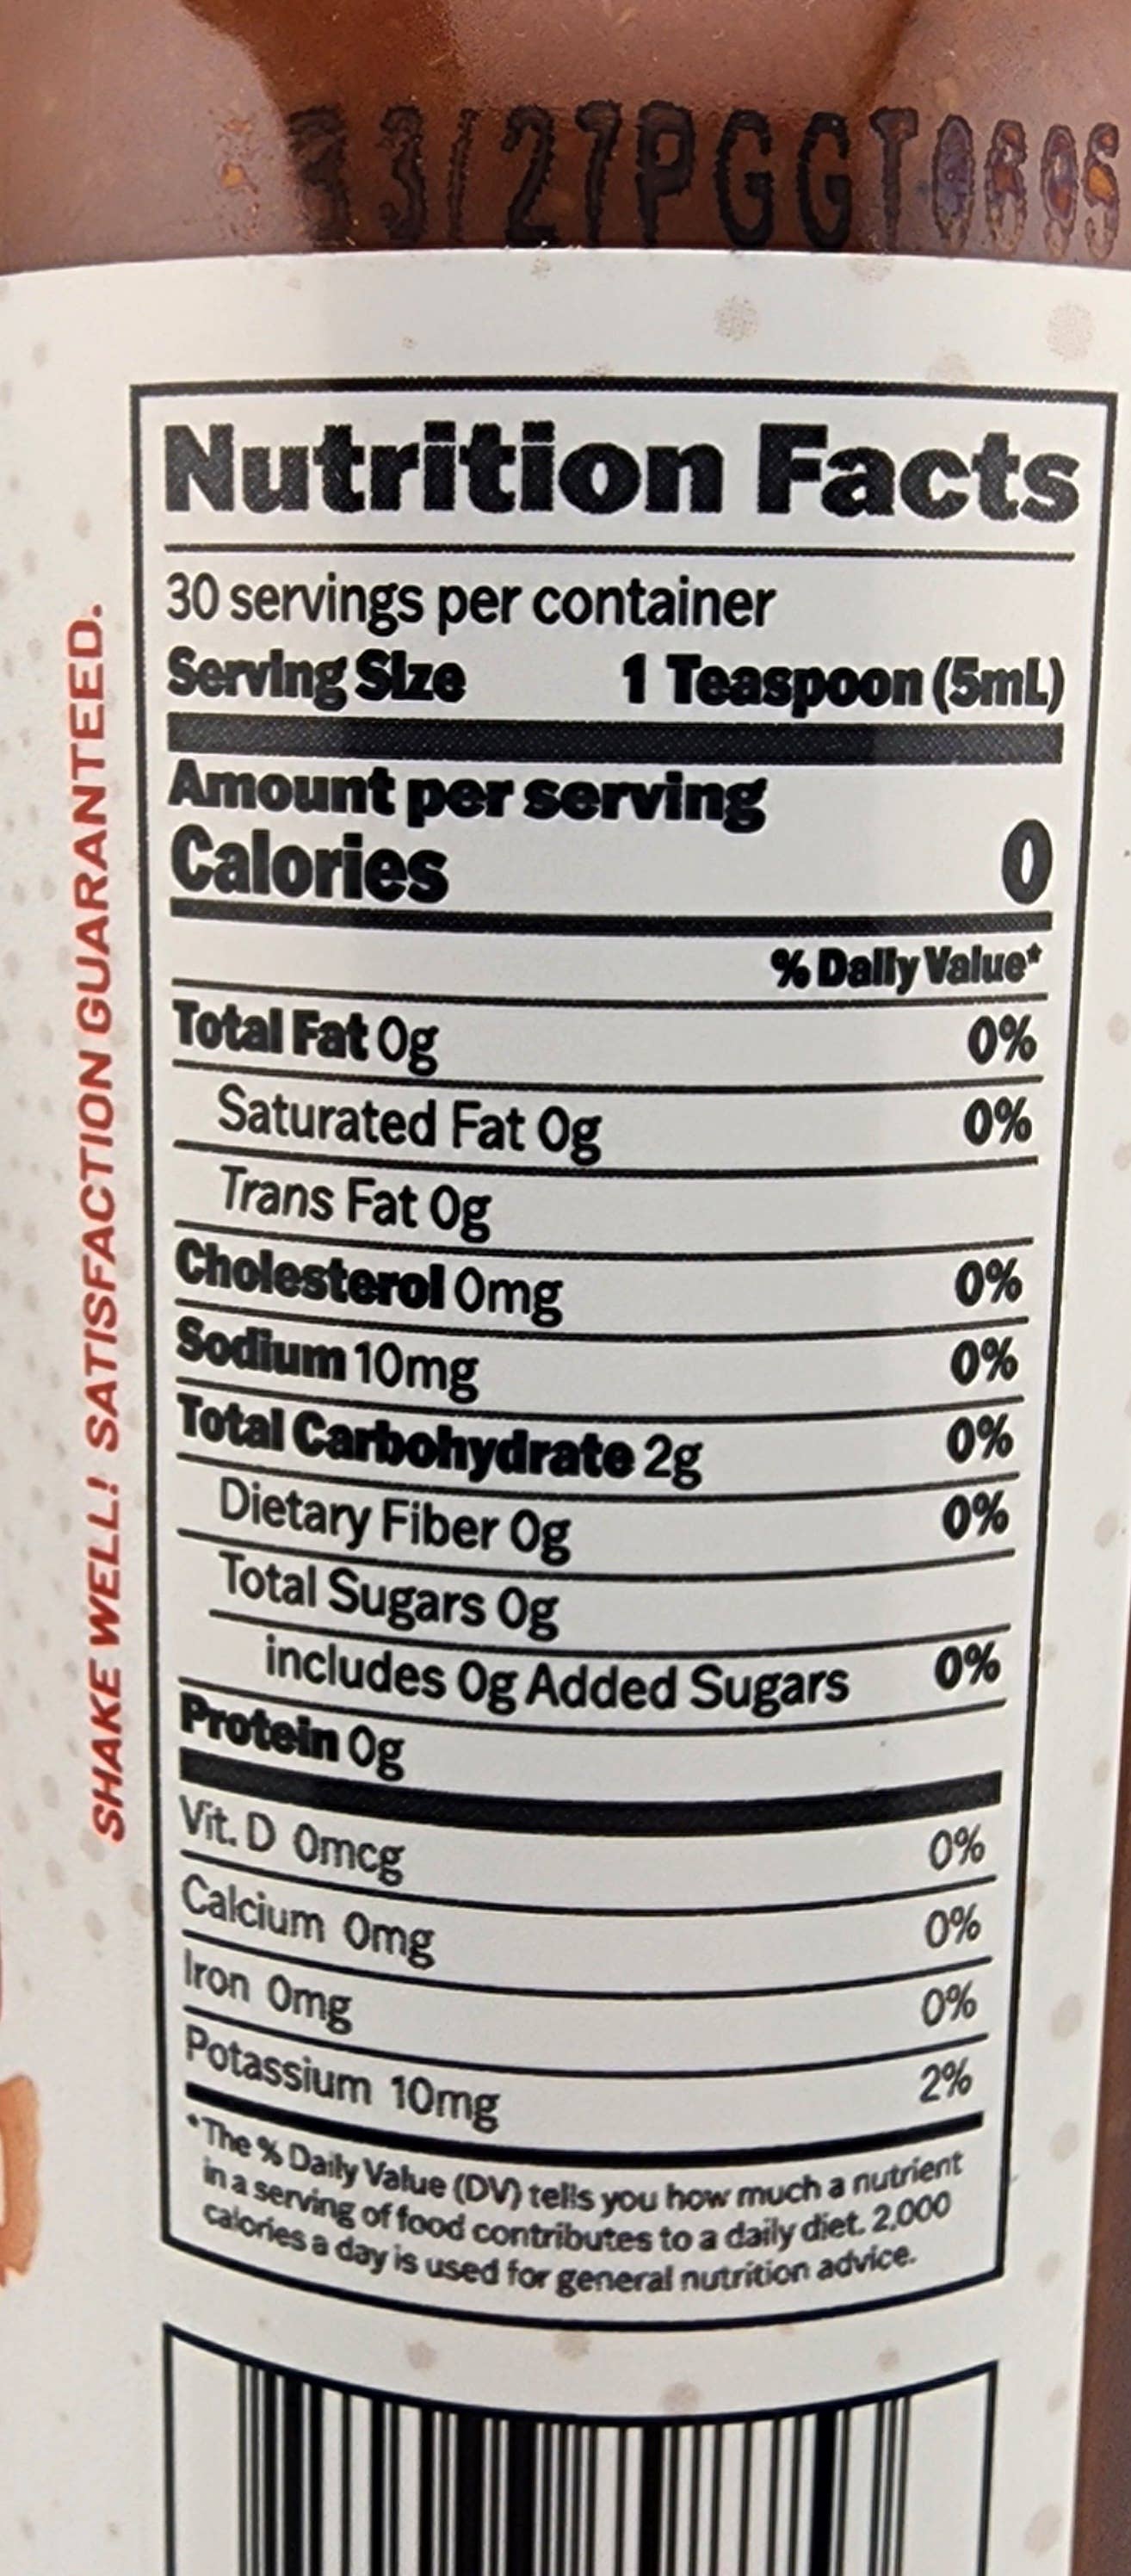 3/27PGGT0606
Nutrition Facts
30 servings per container
Serving Size 1 Teaspoon (5mL)
Amount per serving
Calories 0
% Daily Value*
Total Fat 0g 0%
Saturated Fat 0g 0%
Trans Fat 0g
Cholesterol 0mg 0%
Sodium 10mg 0%
Total Carbohydrate 2g 0%
Dietary Fiber 0g 0%
Total Sugars 0g
includes 0g Added Sugars 0%
Protein 0g
Vit. D 0mcg 0%
Calcium 0mg 0%
Iron 0mg 0%
Potassium 10mg 2%
*The % Daily Value (DV) tells you how much a nutrient
in a serving of food contributes to a daily diet. 2,000
calories a day is used for general nutrition advice.
SHAKE WELL! SATISFACTION GUARANTEED.